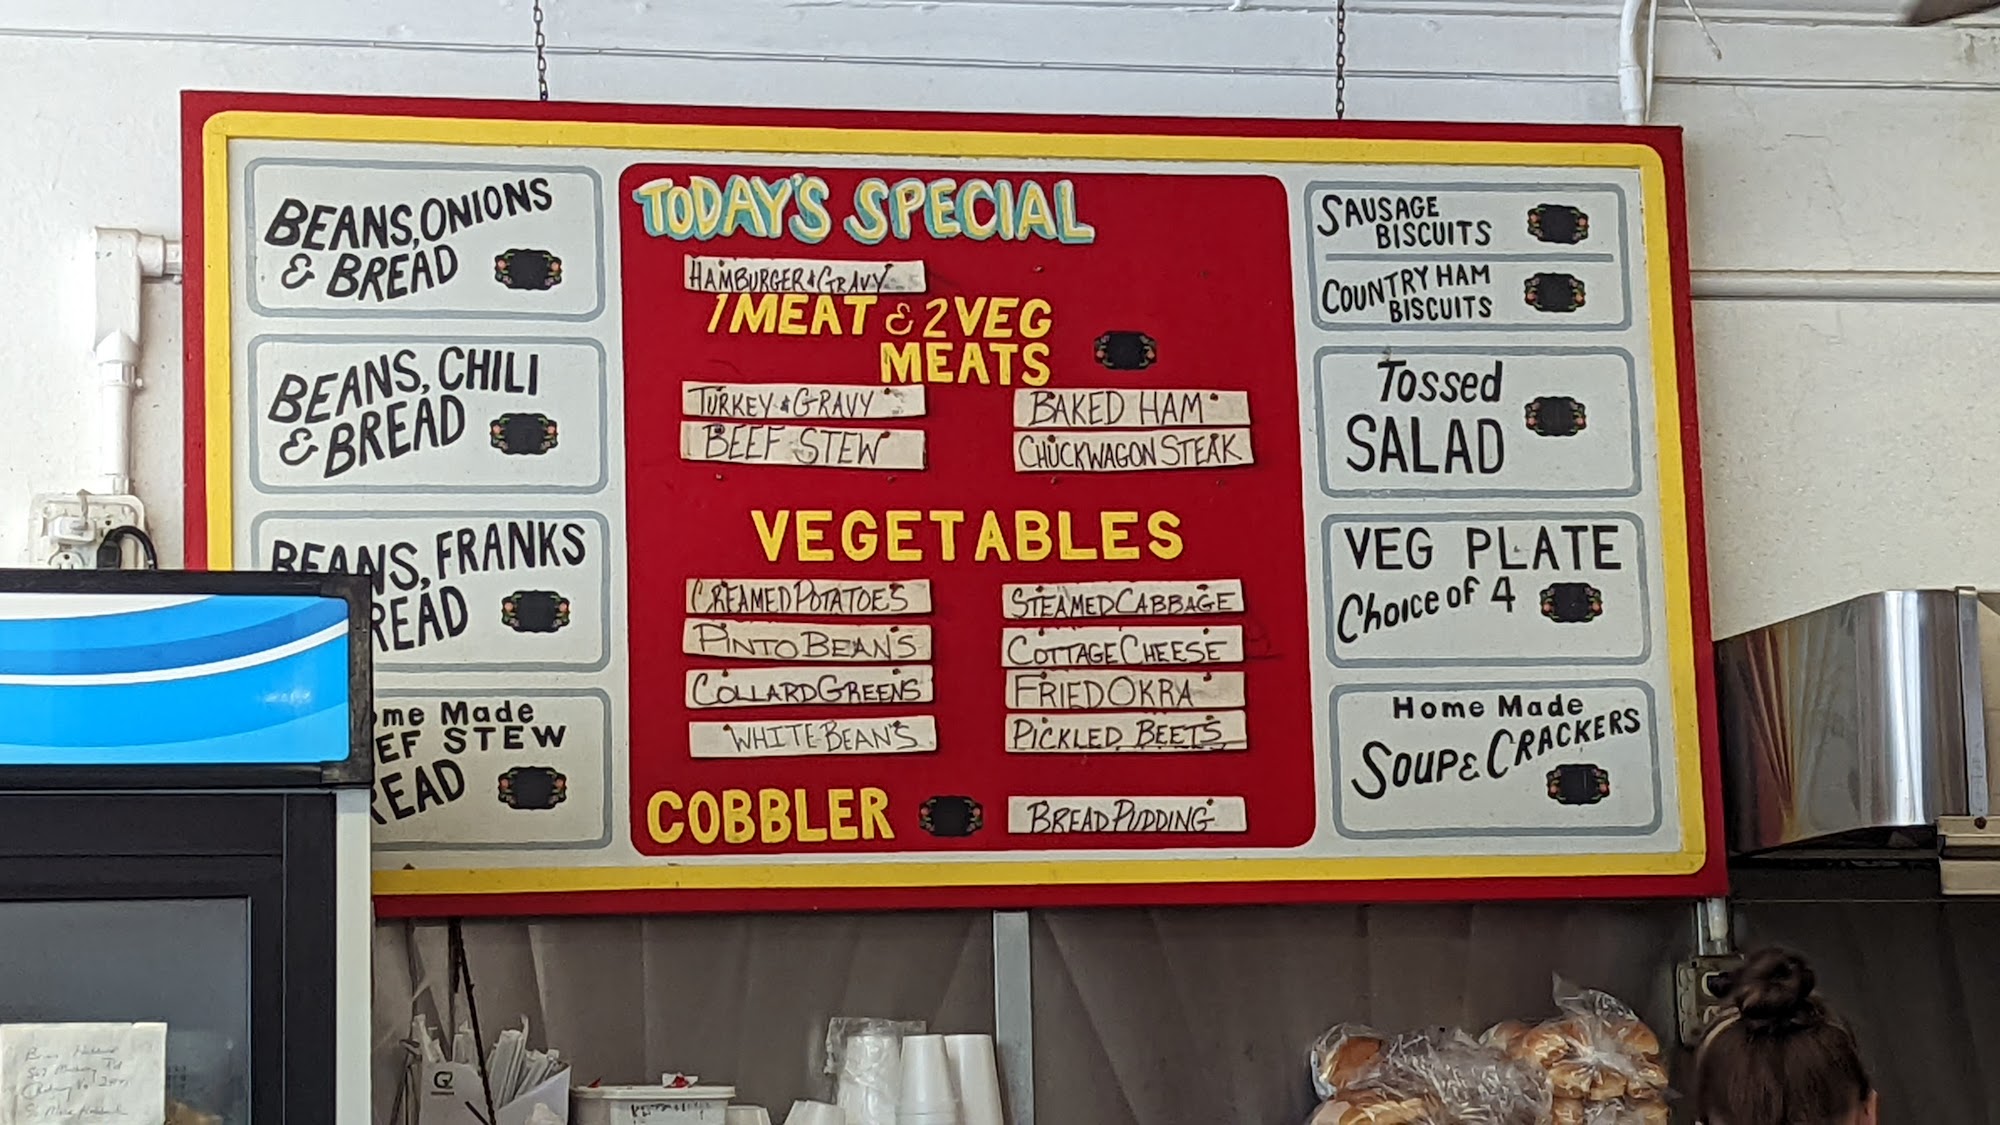 BEANS, ONIONS
& BREAD
BEANS, CHILI
& BREAD
BEANS, FRANKS
READ
me Made
EF STEW
READ
TODAY'S SPECIAL
HAMBURGER & GRAVY
1 MEAT & 2 VEG
MEATS
TURKEY & GRAVY
BAKED HAM
BEEF STEW
CHUCKWAGON STEAK
VEGETABLES
CREAMED POTATOES
STEAMED CABBAGE
PINTO BEAN'S
COTTAGE CHEESE
COLLARD GREENS
FRIED OKRA
WHITE BEAN'S
PICKLED BEETS
COBBLER
BREAD PUDDING
SAUSAGE
BISCUITS
COUNTRY HAM
BISCUITS
Tossed
SALAD
VEG PLATE
Choice of 4
Home Made
SOUP & CRACKERS